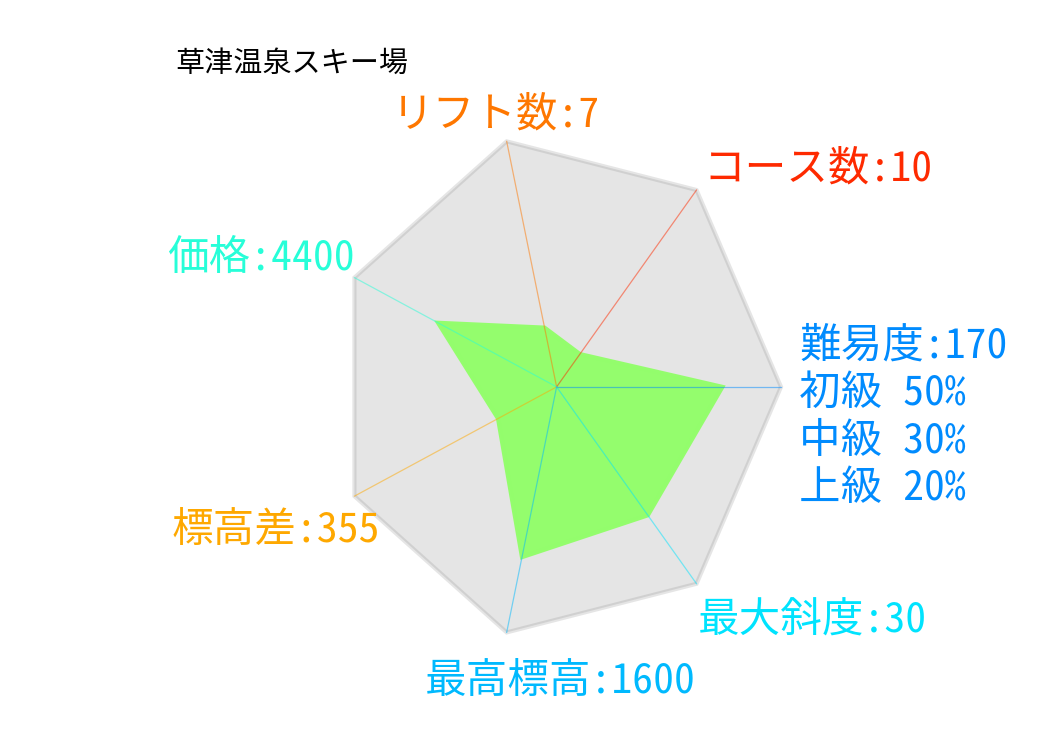 草津温泉スキー場
リフト数:7
コース数:10
価格:4400
難易度:170
初級 50%
中級 30%
上級 20%
標高差:355
最大斜度:30
最高標高:1600